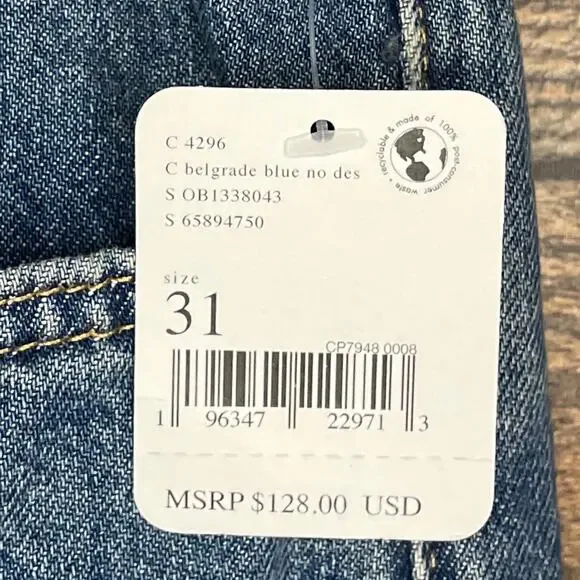 C 4296
C belgrade blue no des
S OB1338043
S 65894750
recyclable & made of 100% post-consumer waste •
size
31
CP7948 0008
1 96347 22971 3
MSRP $128.00 USD